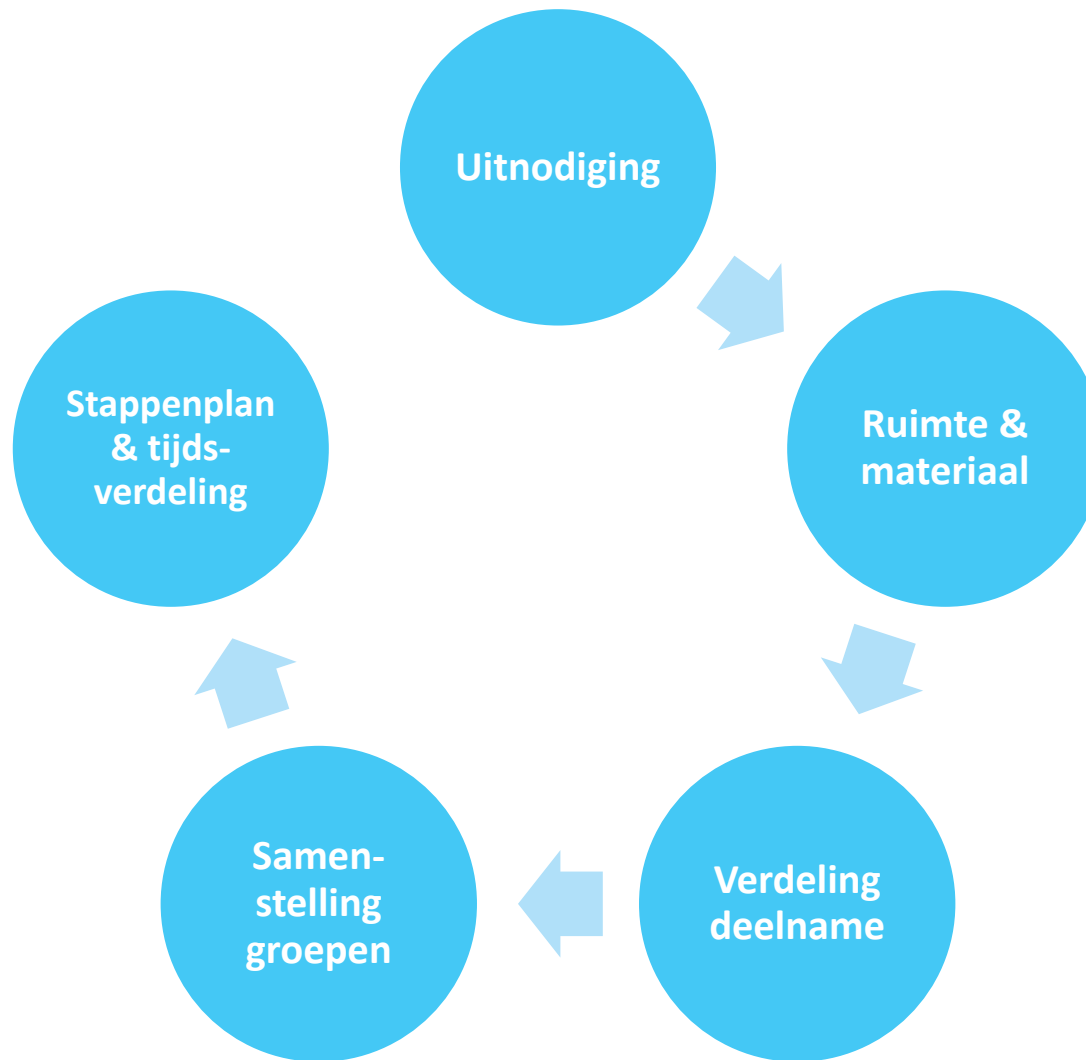 Uitnodiging
Ruimte &
materiaal
Verdeling
deelname
Samen-
stelling
groepen
Stappenplan
& tijds-
verdeling